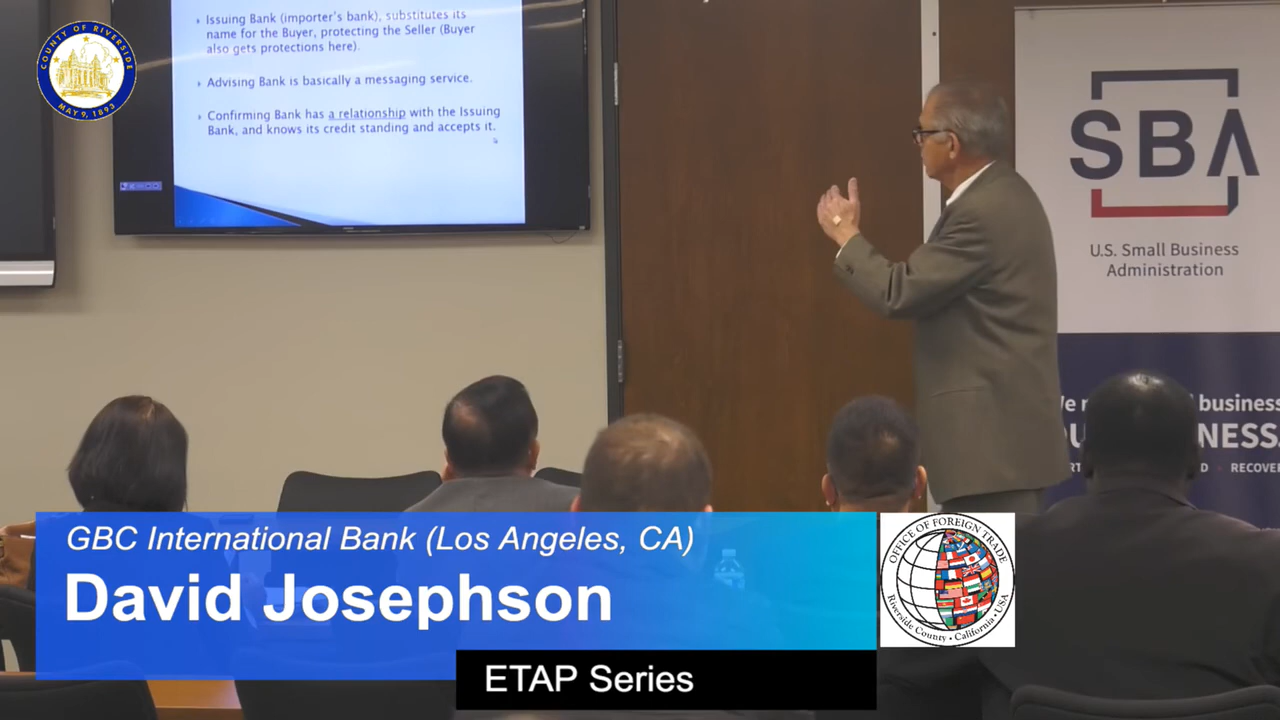 COUNTY OF RIVERSIDE
MAY 9, 1893
Issuing Bank (importer's bank), substitutes its
name for the Buyer, protecting the Seller (Buyer
also gets protections here).
Advising Bank is basically a messaging service.
Confirming Bank has a relationship with the Issuing
Bank, and knows its credit standing and accepts it.
SBA
U.S. Small Business
Administration
business
NESS
RECOVE
GBC International Bank (Los Angeles, CA)
David Josephson
ETAP Series
OFFICE OF FOREIGN TRADE
Riverside County • California • USA